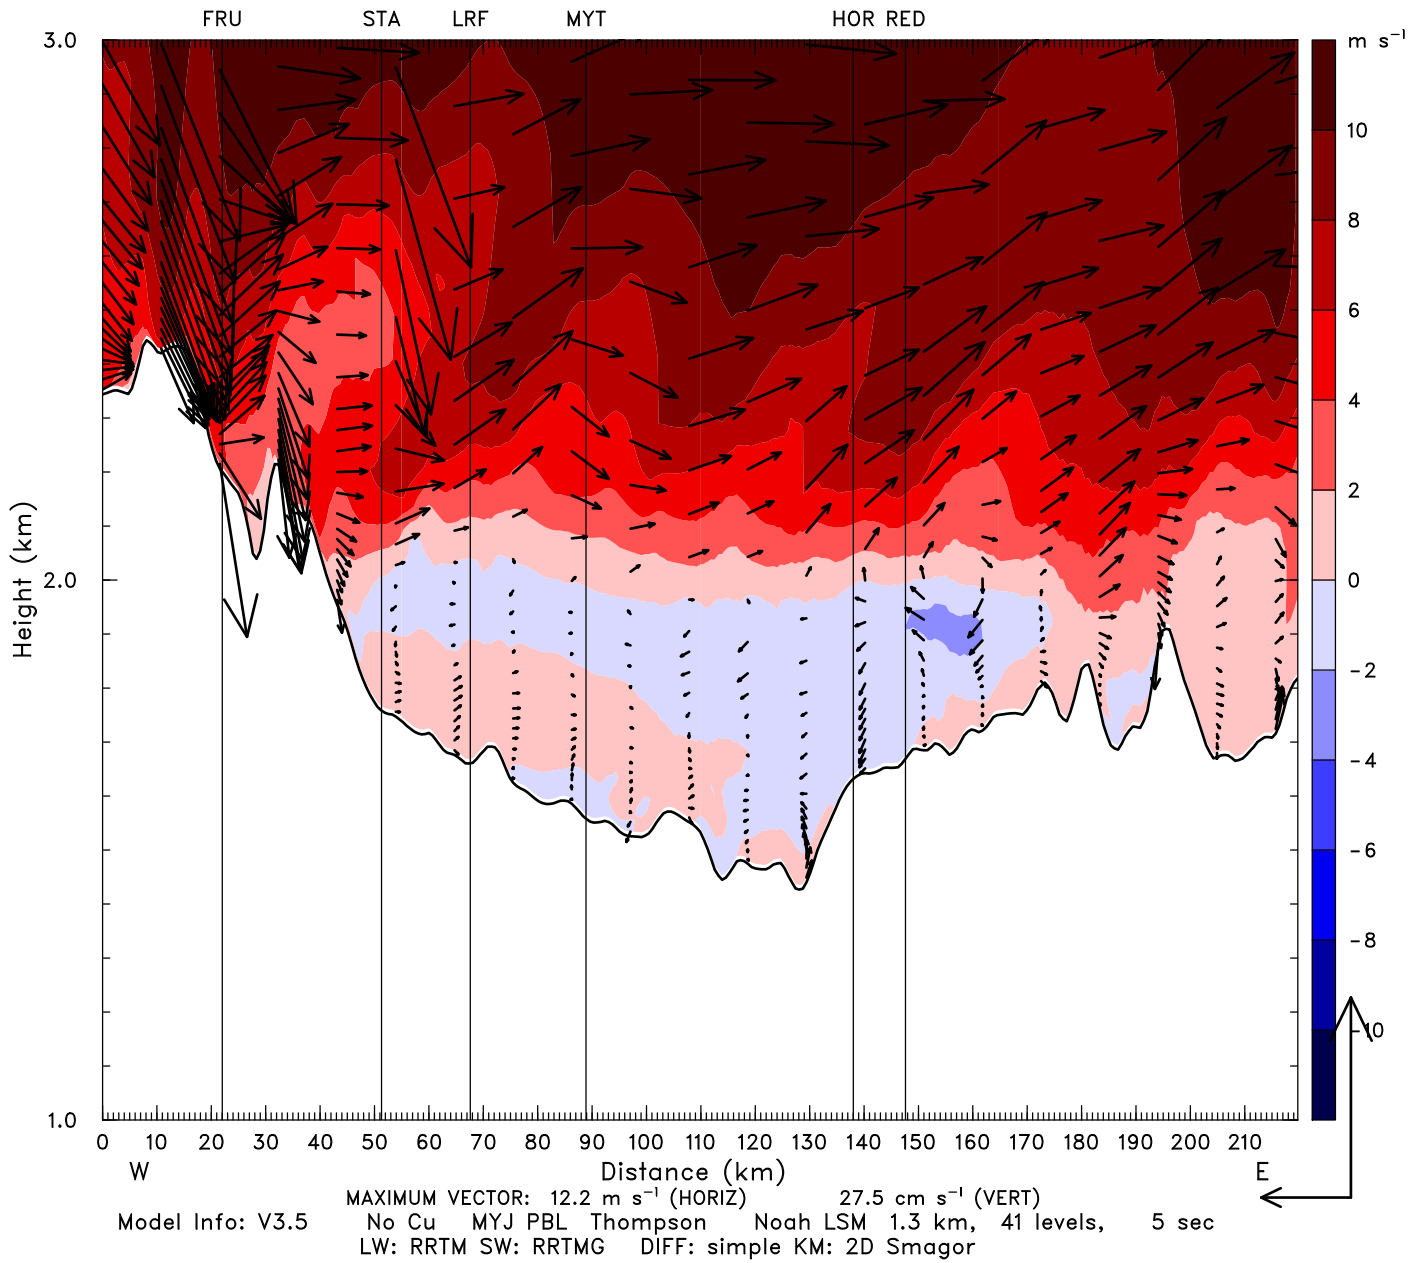 FRU STA LRF MYT HOR RED
3.0
m s⁻¹
10
8
6
4
2
2.0
0
-2
-4
-6
-8
-10
Height (km)
1.0
0 10 20 30 40 50 60 70 80 90 100 110 120 130 140 150 160 170 180 190 200 210
W Distance (km) E
MAXIMUM VECTOR: 12.2 m s⁻¹ (HORIZ) 27.5 cm s⁻¹ (VERT)
Model Info: V3.5 No Cu MYJ PBL Thompson Noah LSM 1.3 km, 41 levels, 5 sec
LW: RRTM SW: RRTMG DIFF: simple KM: 2D Smagor